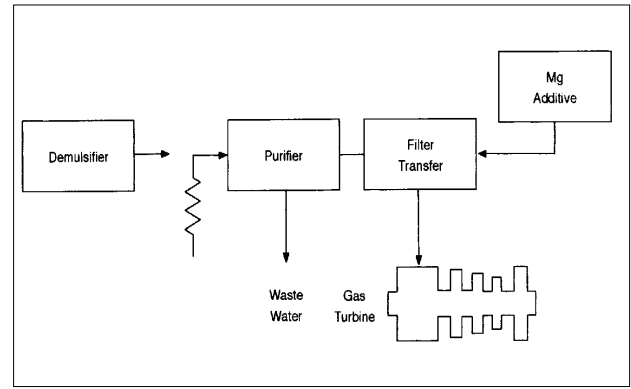 Mg
Additive
Demulsifier
Purifier
Filter
Transfer
Waste
Water
Gas
Turbine